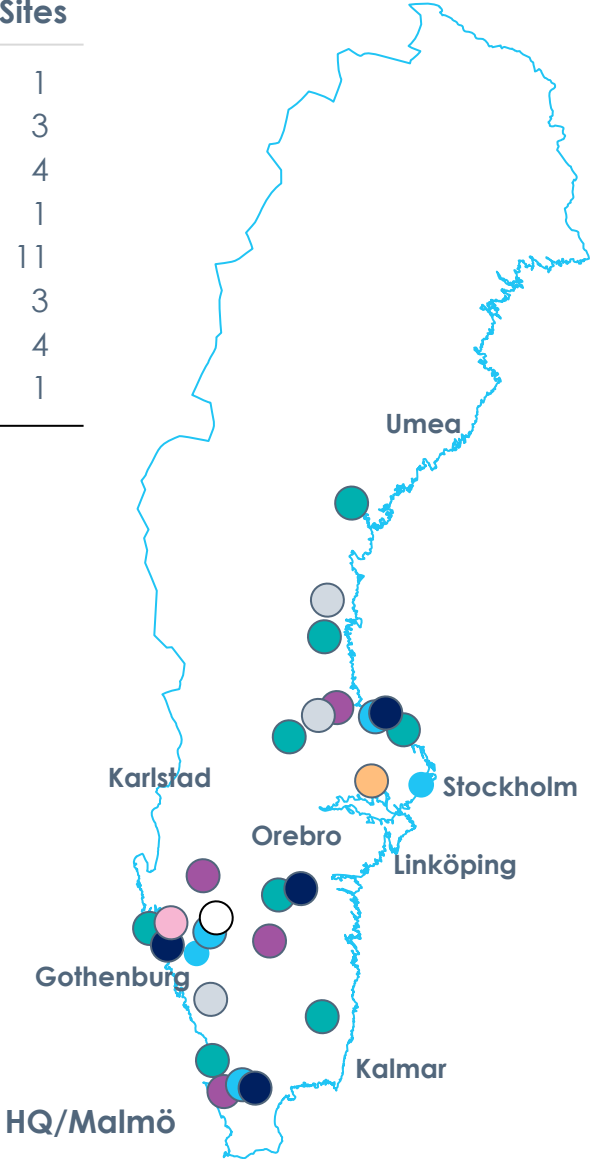 Sites
1
3
4
1
11
3
4
1
Umea
Karlstad
Stockholm
Orebro
Linköping
Gothenburg
Kalmar
HQ/Malmö